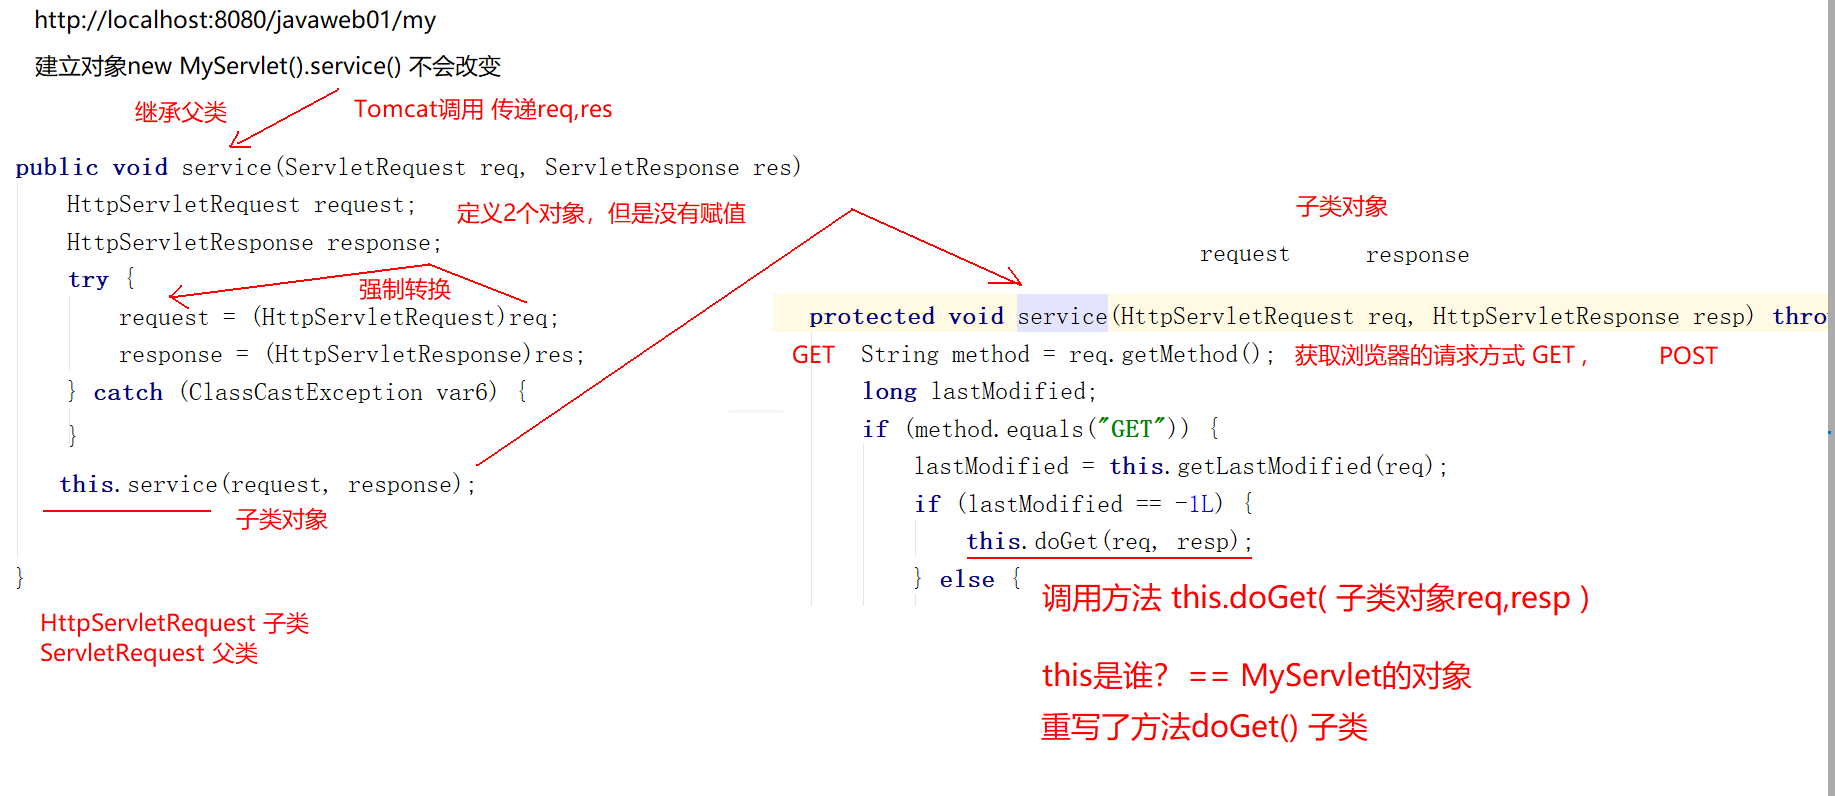 http://localhost:8080/javaweb01/my
建立对象new MyServlet().service() 不会改变
继承父类
Tomcat调用 传递req,res
public void service(ServletRequest req, ServletResponse res)
HttpServletRequest request;
定义2个对象，但是没有赋值
HttpServletResponse response;
try {
强制转换
request = (HttpServletRequest)req;
response = (HttpServletResponse)res;
} catch (ClassCastException var6) {
}
this.service(request, response);
子类对象
}
HttpServletRequest 子类
ServletRequest 父类
子类对象
request response
protected void service(HttpServletRequest req, HttpServletResponse resp) thro
GET String method = req.getMethod(); 获取浏览器的请求方式 GET , POST
long lastModified;
if (method.equals("GET")) {
lastModified = this.getLastModified(req);
if (lastModified == -1L) {
this.doGet(req, resp);
} else {
调用方法 this.doGet( 子类对象req,resp )
this是谁? == MyServlet的对象
重写了方法doGet() 子类